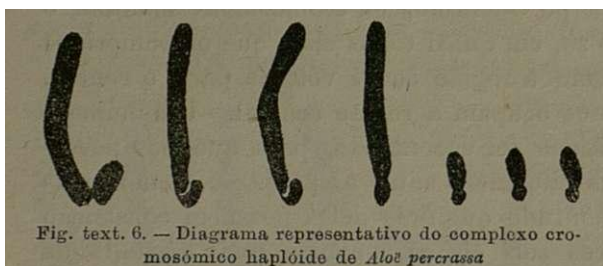 Fig. text. 6. — Diagrama representativo do complexo cro-
mosómico haplóide de Aloë percrassa